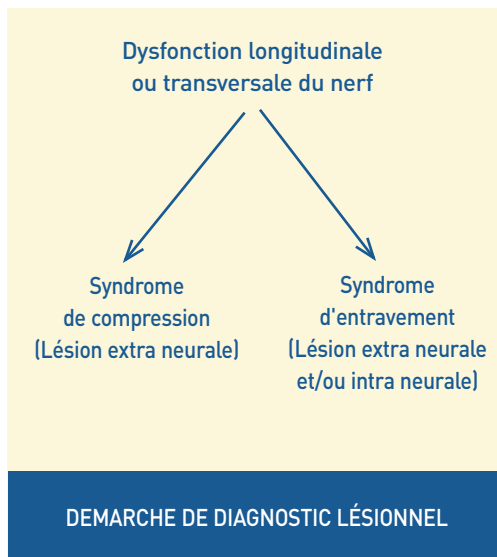 Dysfonction longitudinale
ou transversale du nerf
Syndrome
de compression
(Lésion extra neurale)
Syndrome
d'entravement
(Lésion extra neurale
et/ou intra neurale)
DEMARCHE DE DIAGNOSTIC LÉSIONNEL